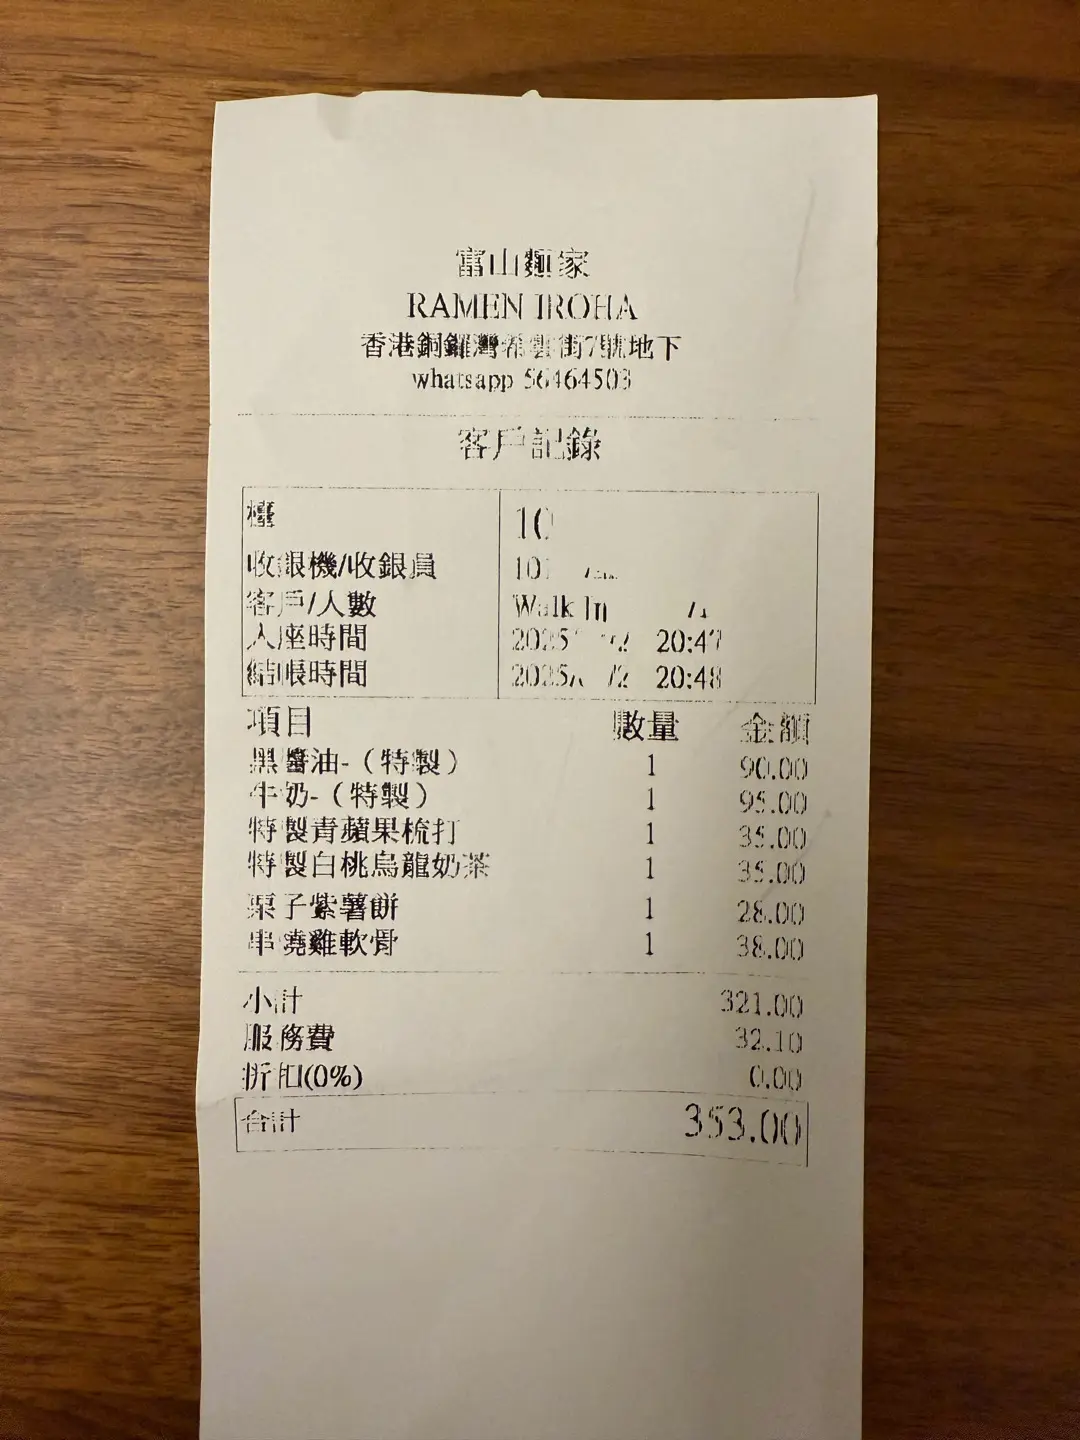 富山麵家
RAMEN IROHA
香港銅鑼灣希雲街7號地下
whatsapp 56464503
客戶記錄
檯 10
收銀機/收銀員 101
客戶/人數 Walk In
入座時間 2025 20:47
結帳時間 2025 20:48
項目 數量 金額
黑醬油-（特製） 1 90.00
牛奶-（特製） 1 95.00
特製青蘋果梳打 1 35.00
特製白桃烏龍奶茶 1 35.00
栗子紫薯餅 1 28.00
串燒雞軟骨 1 38.00
小計 321.00
服務費 32.10
折扣(0%) 0.00
合計 353.00